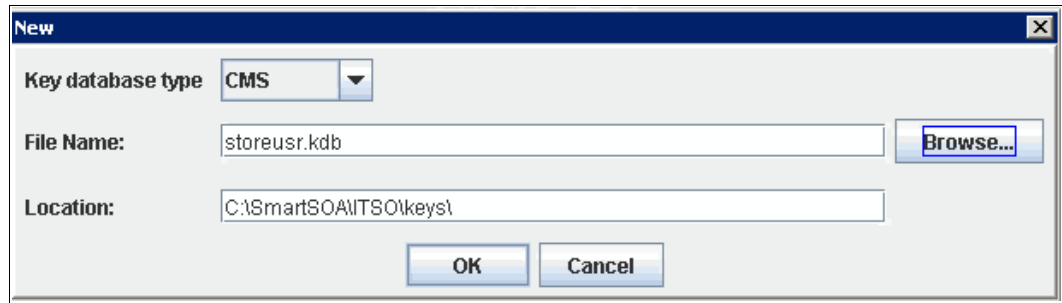 New
Key database type CMS
File Name: storeusr.kdb Browse...
Location: C:\SmartSOA\ITSO\keys\
OK Cancel